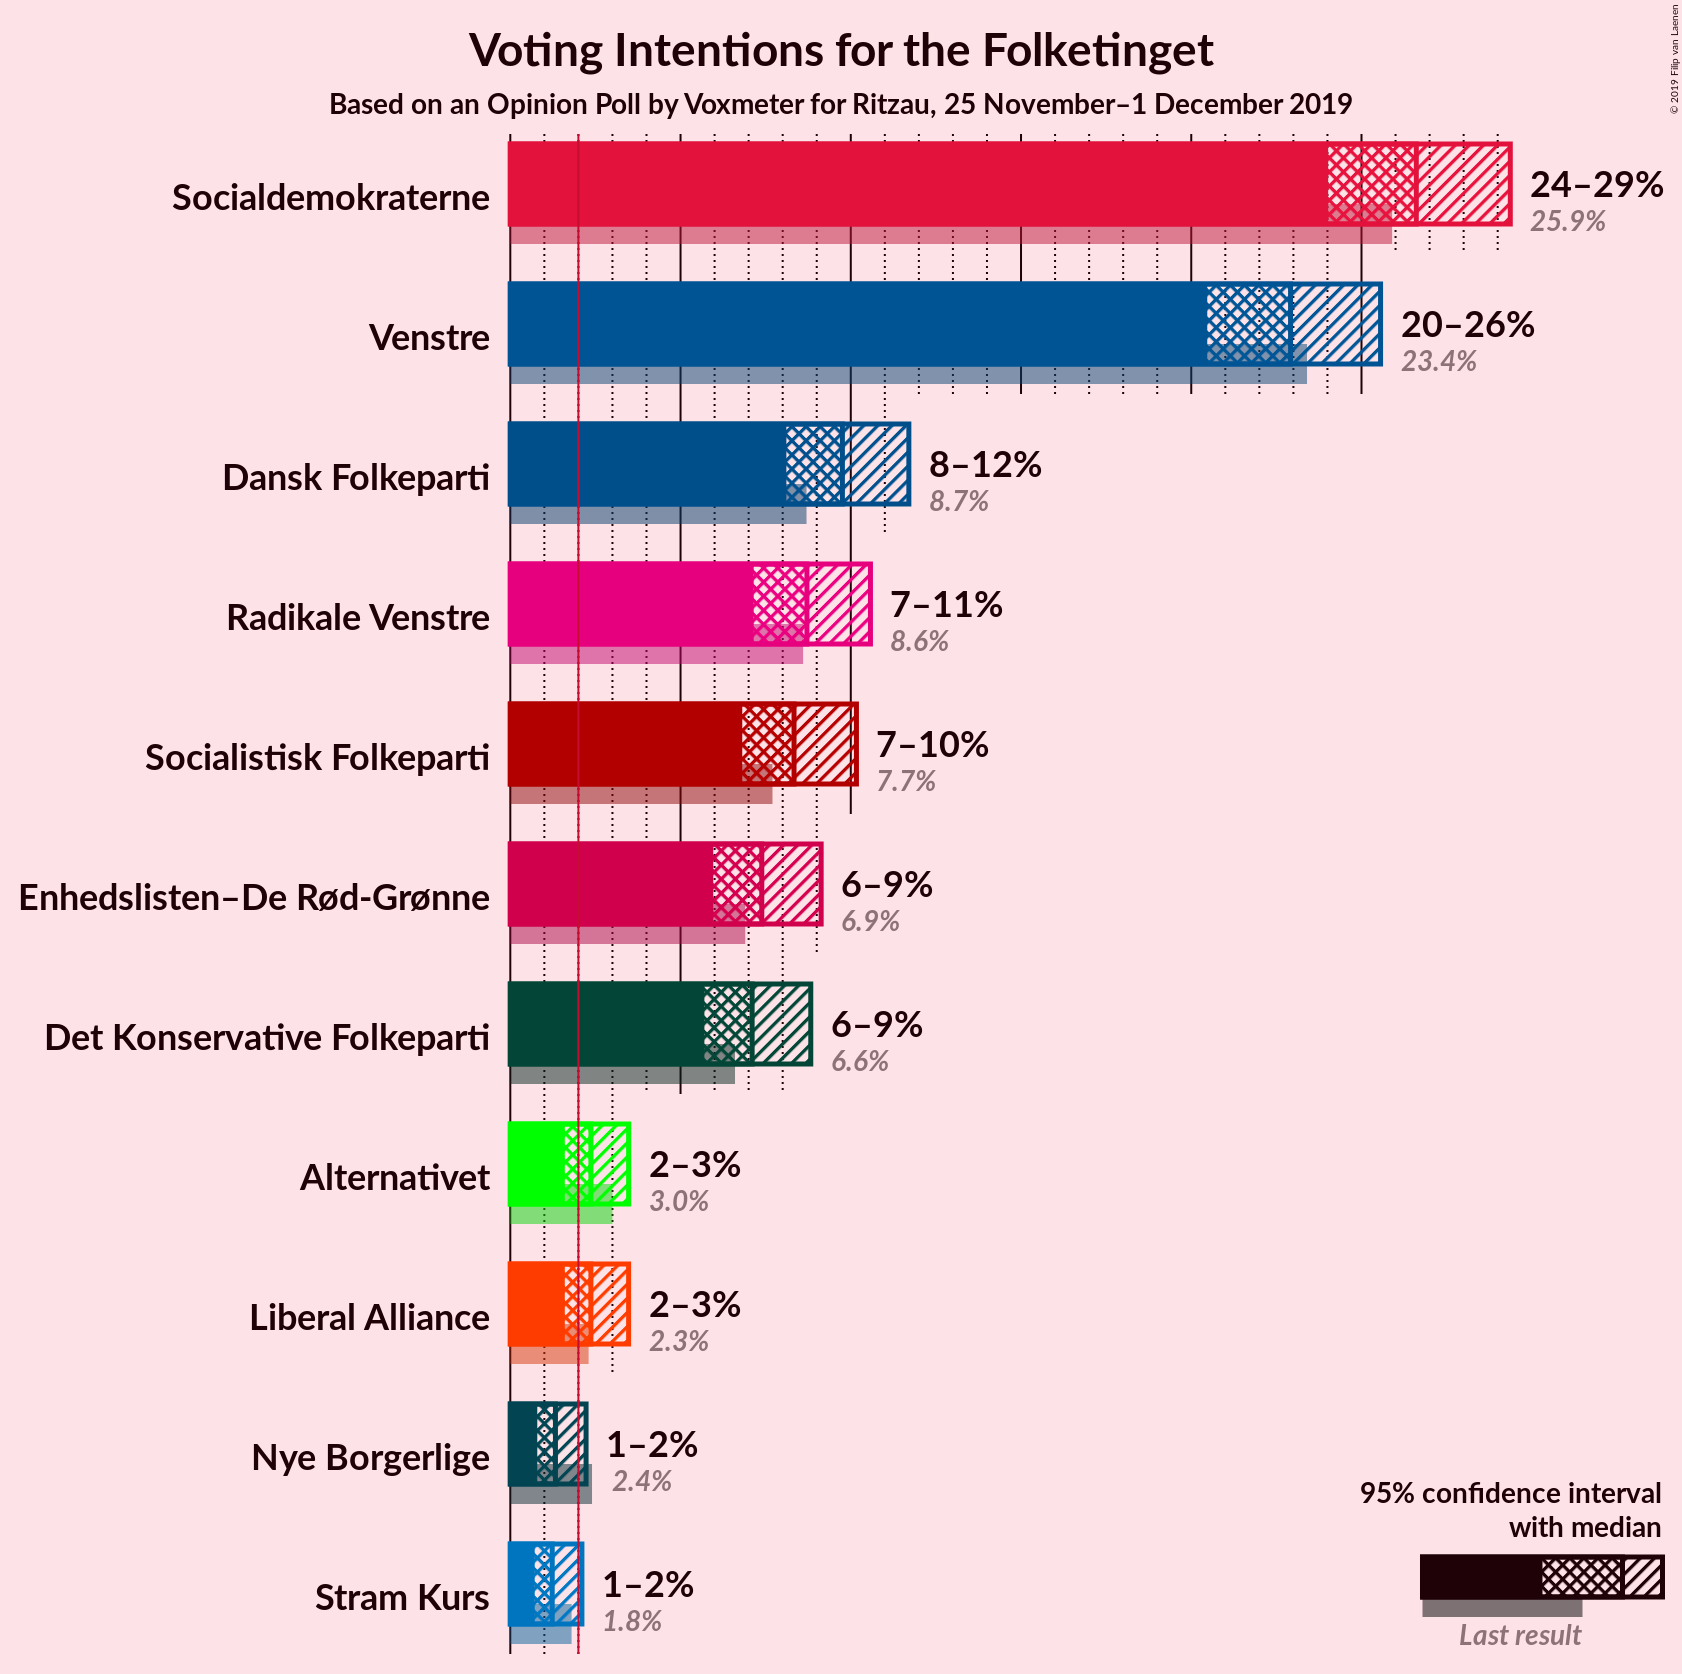 Voting Intentions for the Folketinget
Based on an Opinion Poll by Voxmeter for Ritzau, 25 November–1 December 2019
© 2019 Filip van Laenen
Socialdemokraterne
24–29%
25.9%
Venstre
20–26%
23.4%
Dansk Folkeparti
8–12%
8.7%
Radikale Venstre
7–11%
8.6%
Socialistisk Folkeparti
7–10%
7.7%
Enhedslisten–De Rød-Grønne
6–9%
6.9%
Det Konservative Folkeparti
6–9%
6.6%
Alternativet
2–3%
3.0%
Liberal Alliance
2–3%
2.3%
Nye Borgerlige
1–2%
2.4%
Stram Kurs
1–2%
1.8%
95% confidence interval
with median
Last result